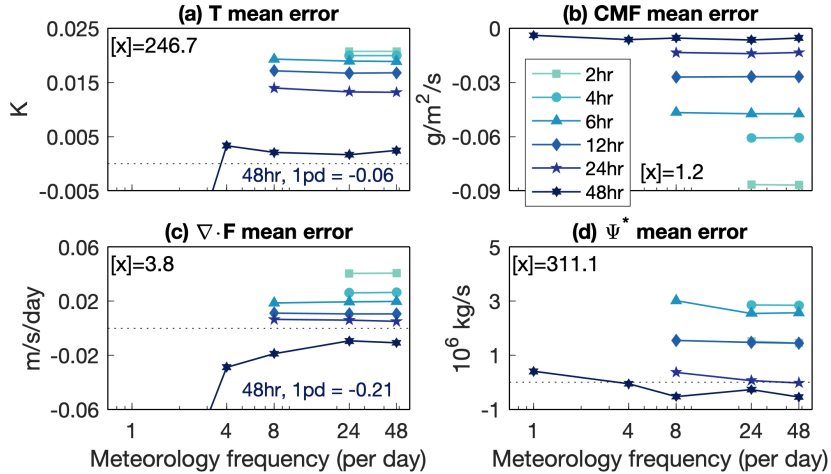 (a) T mean error
0.025
0.015
0.005
-0.005
K
[x]=246.7
48hr, 1pd = -0.06
(b) CMF mean error
0
-0.03
-0.06
-0.09
g/m²/s
2hr
4hr
6hr
12hr
24hr
48hr
[x]=1.2
(c) ∇·F mean error
0.06
0.02
-0.02
-0.06
m/s/day
[x]=3.8
48hr, 1pd = -0.21
1 4 8 24 48
Meteorology frequency (per day)
(d) Ψ* mean error
5
3
1
-1
10⁶ kg/s
[x]=311.1
1 4 8 24 48
Meteorology frequency (per day)